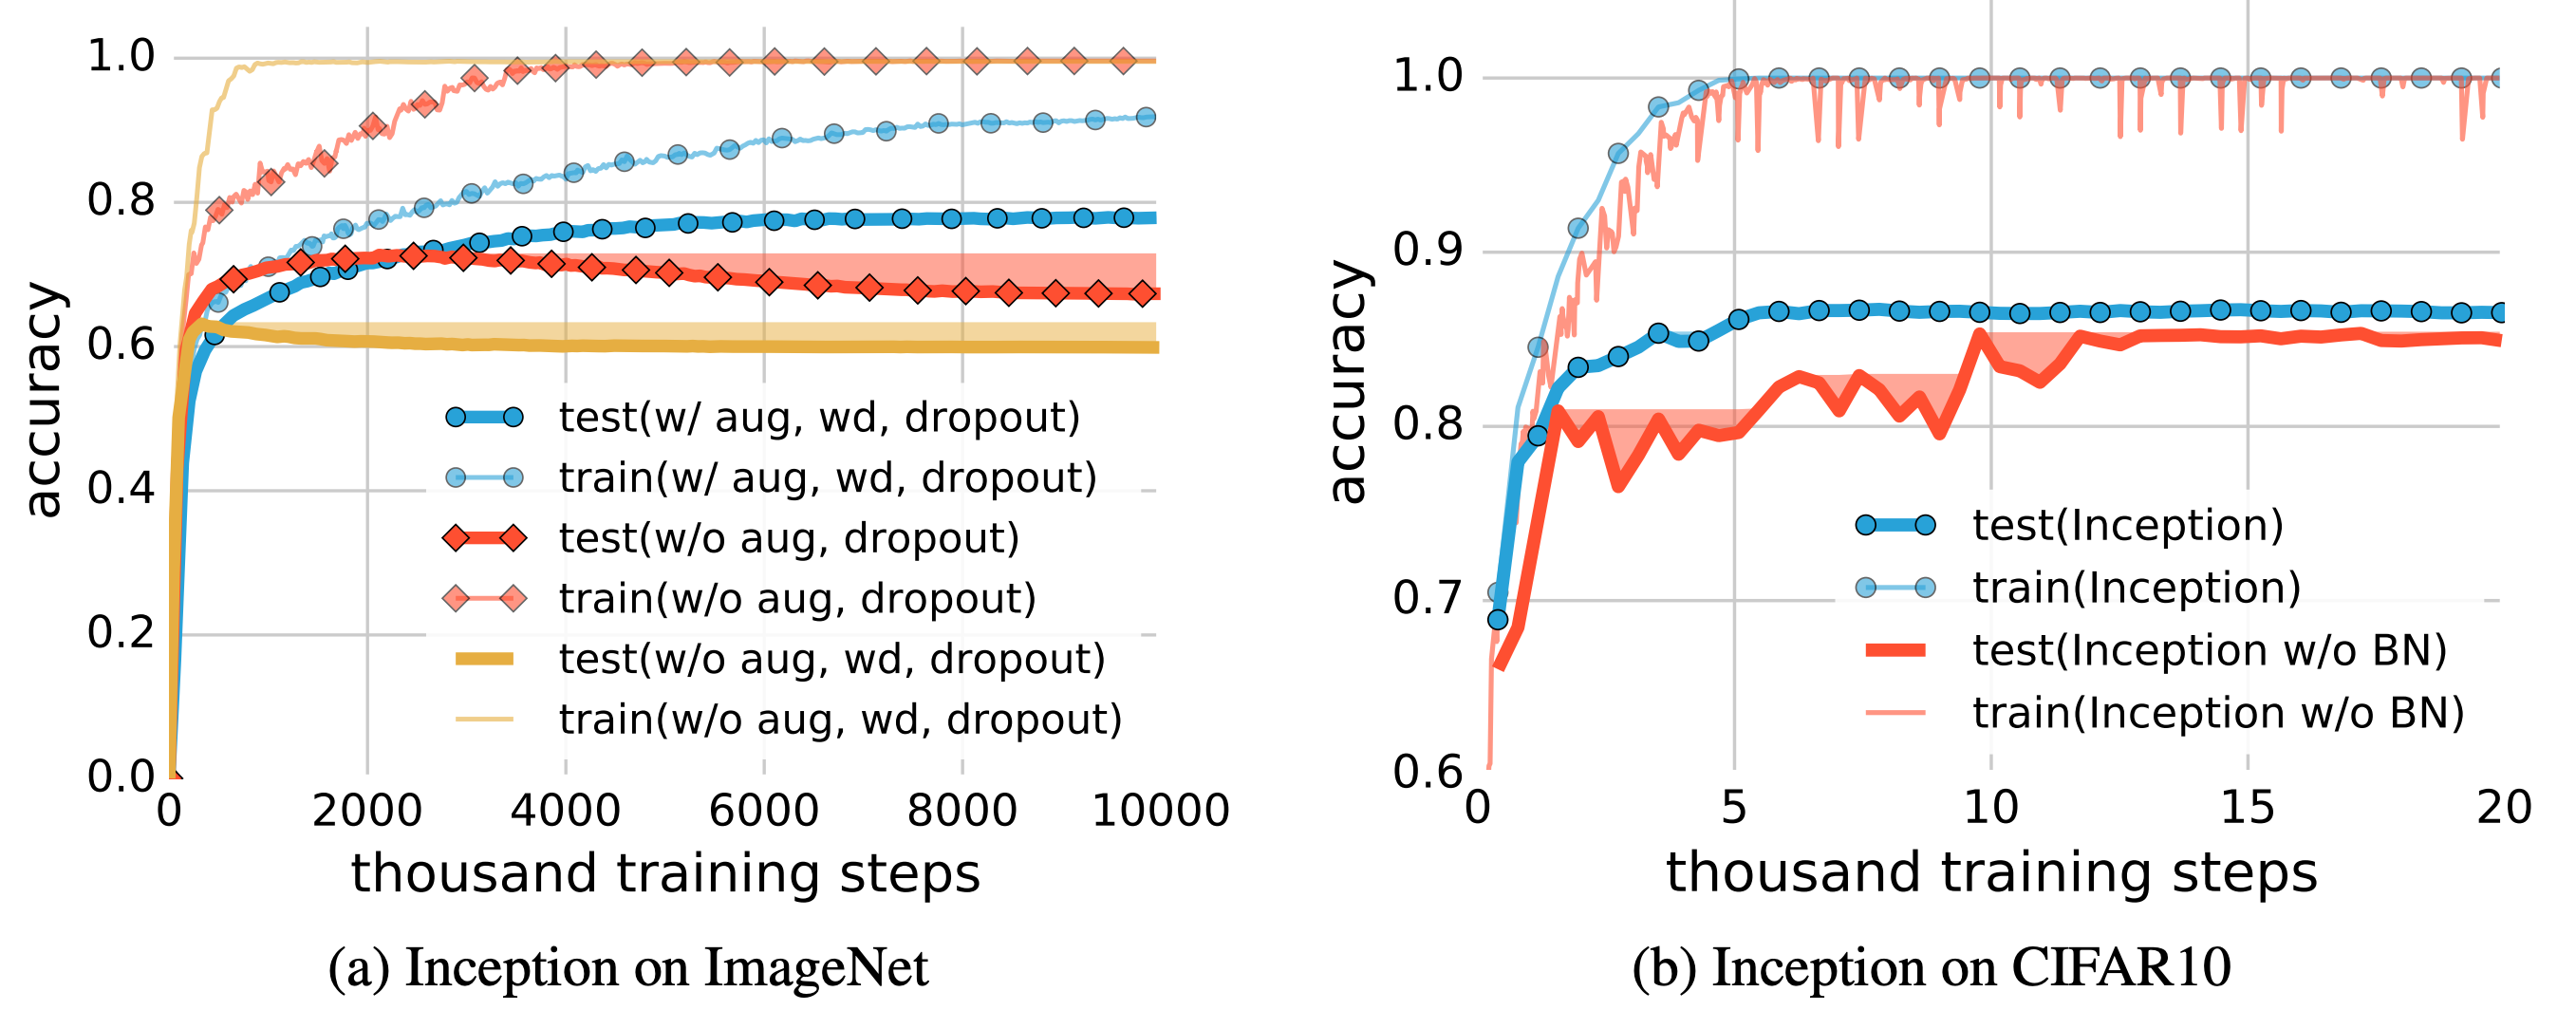 1.0
0.8
0.6
0.4
0.2
0.0
accuracy
test(w/ aug, wd, dropout)
train(w/ aug, wd, dropout)
test(w/o aug, dropout)
train(w/o aug, dropout)
test(w/o aug, wd, dropout)
train(w/o aug, wd, dropout)
0 2000 4000 6000 8000 10000
thousand training steps
(a) Inception on ImageNet
1.0
0.9
0.8
0.7
0.6
accuracy
test(Inception)
train(Inception)
test(Inception w/o BN)
train(Inception w/o BN)
0 5 10 15 20
thousand training steps
(b) Inception on CIFAR10